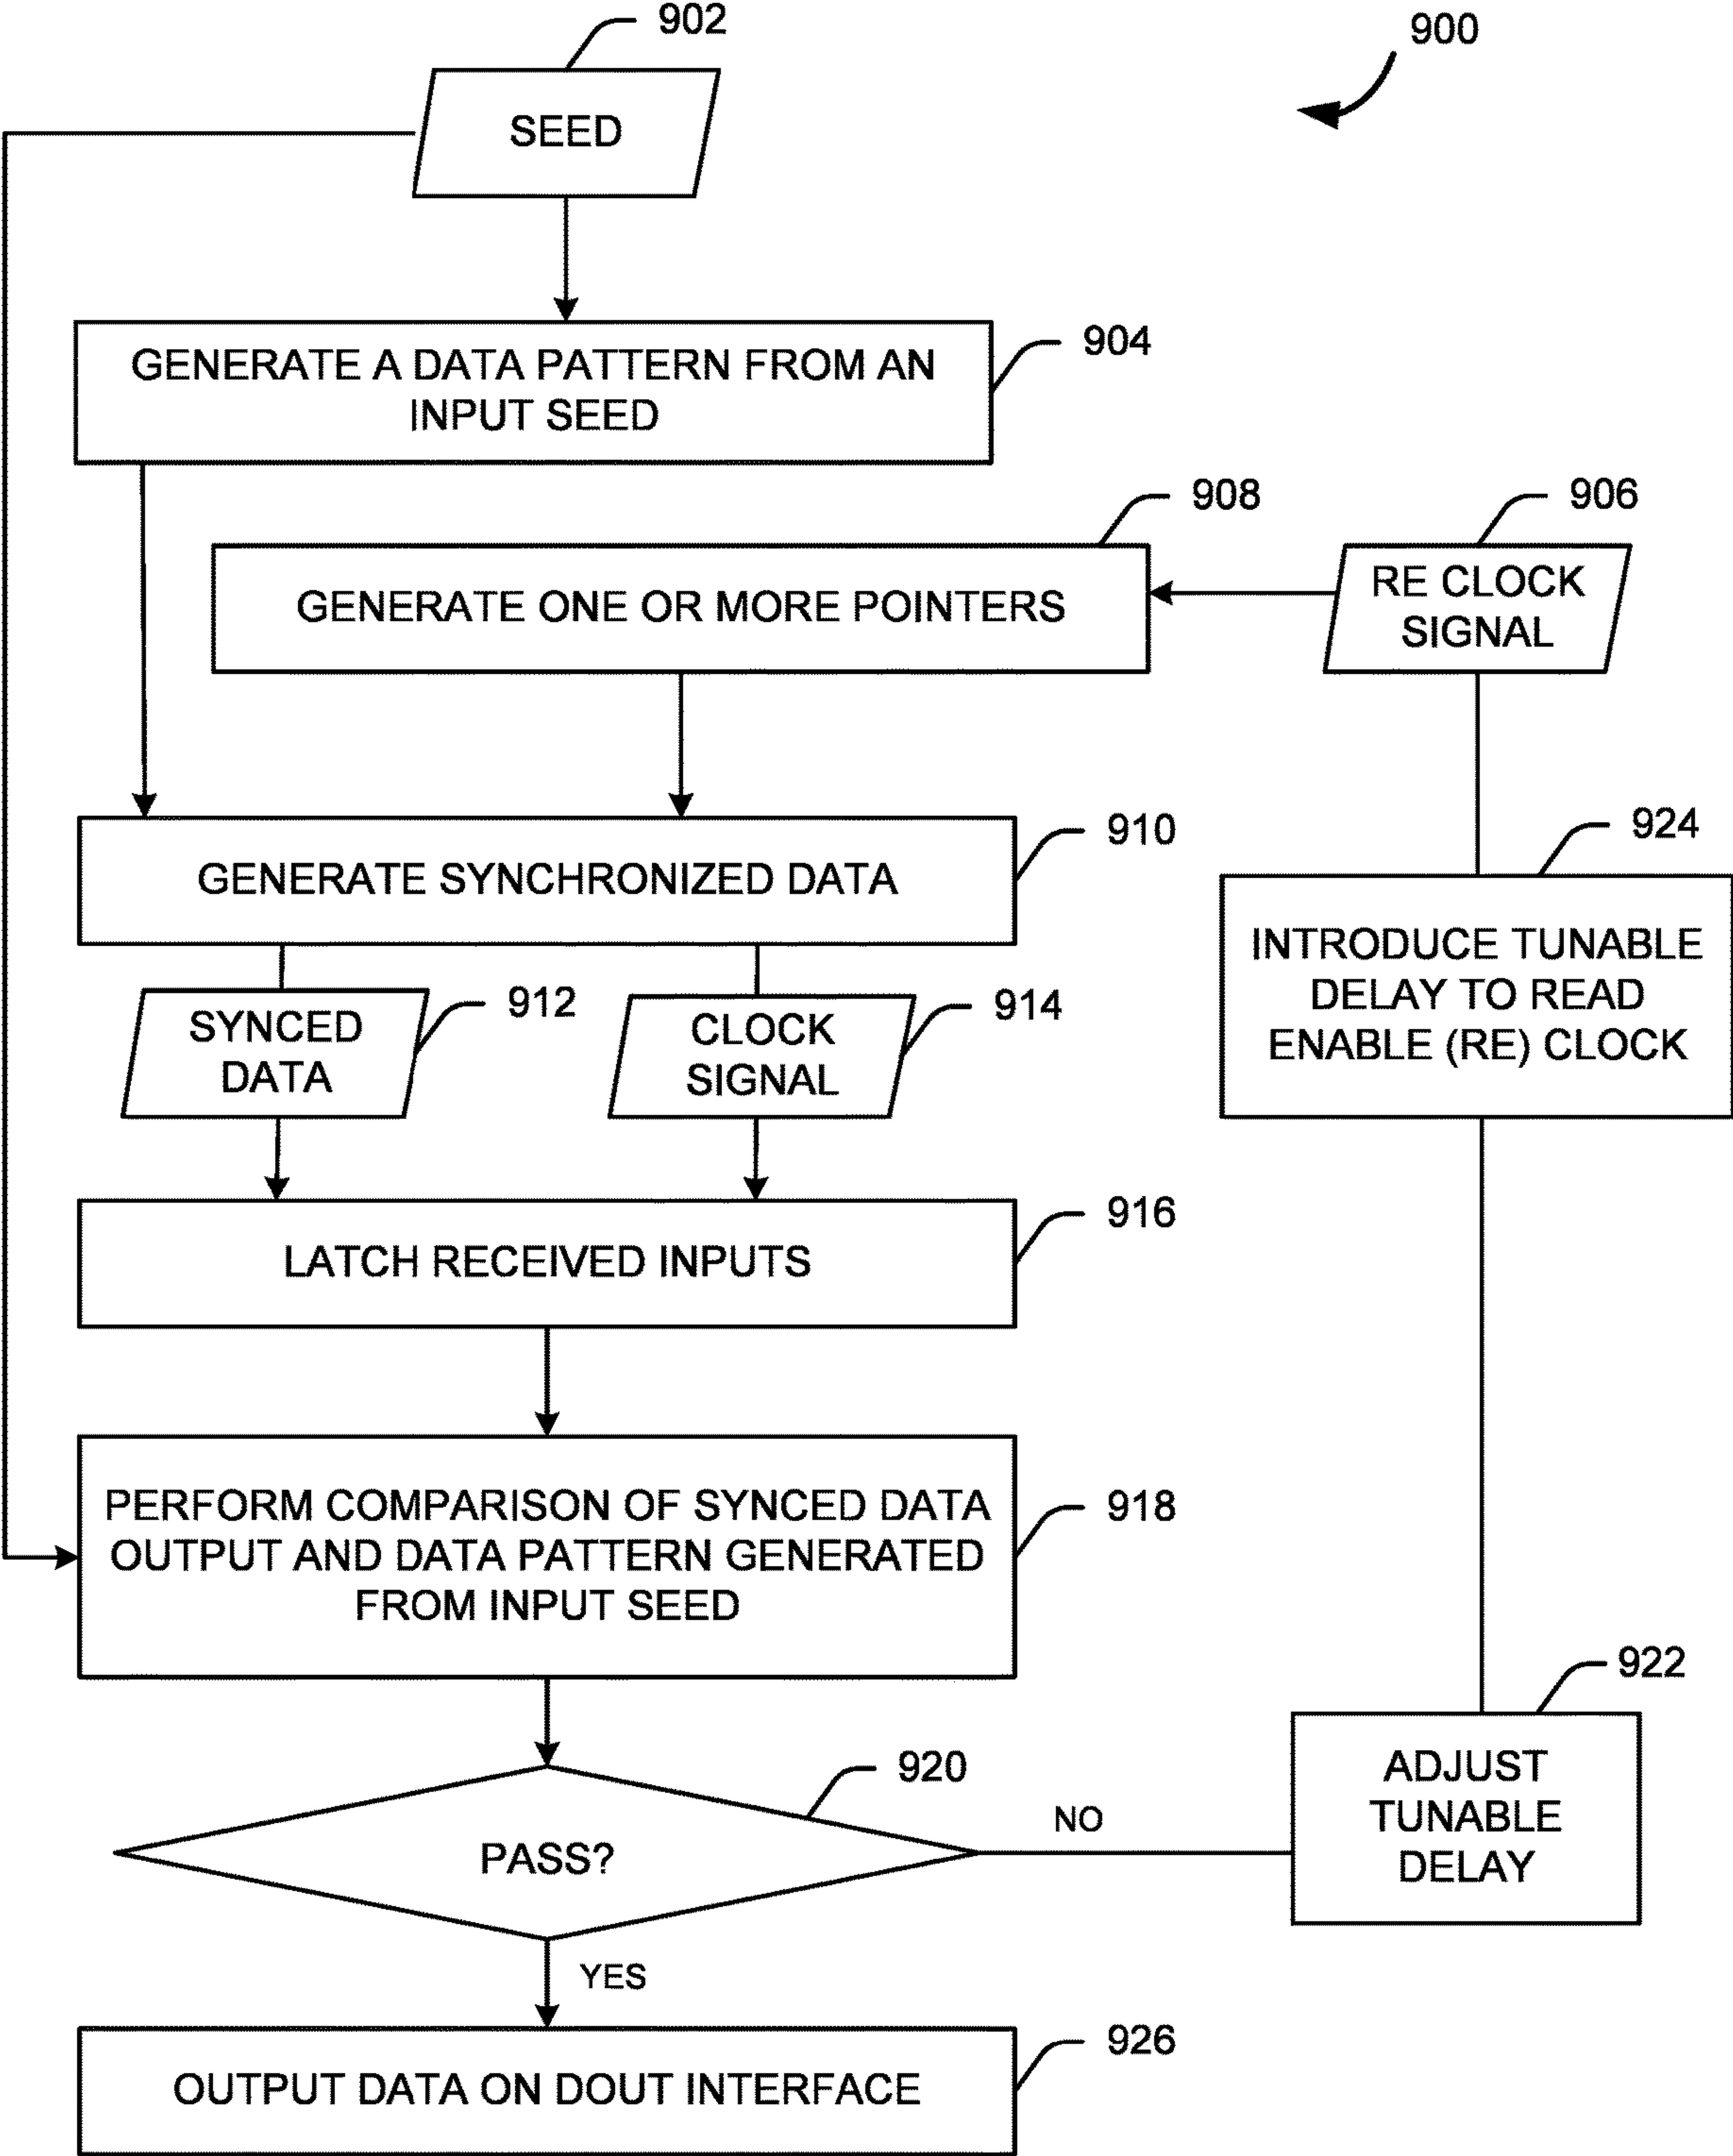 902
900
SEED
904
GENERATE A DATA PATTERN FROM AN
INPUT SEED
908
906
GENERATE ONE OR MORE POINTERS
RE CLOCK
SIGNAL
910
924
GENERATE SYNCHRONIZED DATA
INTRODUCE TUNABLE
DELAY TO READ
ENABLE (RE) CLOCK
912
914
SYNCED
DATA
CLOCK
SIGNAL
916
LATCH RECEIVED INPUTS
918
PERFORM COMPARISON OF SYNCED DATA
OUTPUT AND DATA PATTERN GENERATED
FROM INPUT SEED
922
920
NO
ADJUST
TUNABLE
DELAY
PASS?
YES
926
OUTPUT DATA ON DOUT INTERFACE